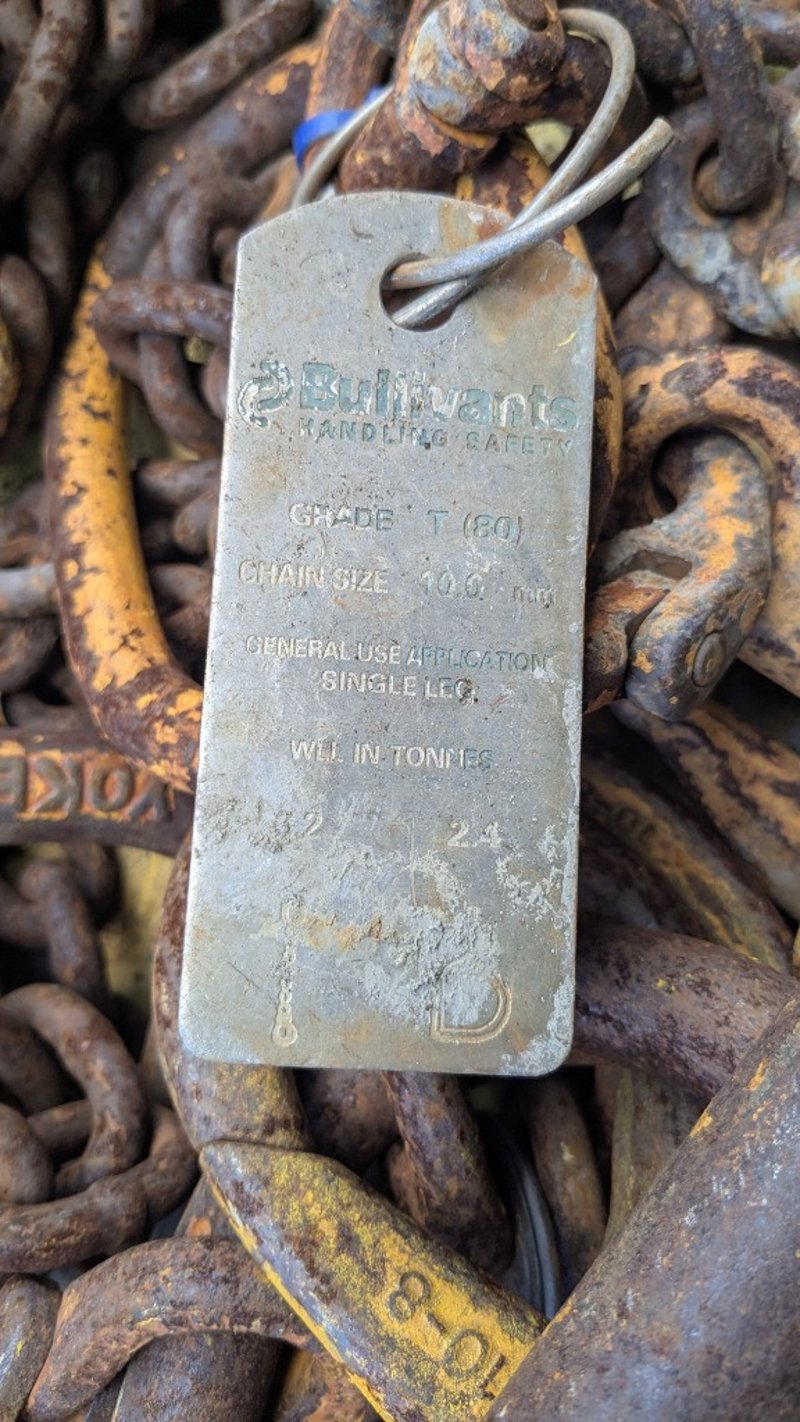 Bullivants
HANDLING SAFETY
GRADE T (80)
CHAIN SIZE 10.0 mm
GENERAL USE APPLICATION
SINGLE LEG
WLL IN TONNES
3.2 2.4
YOKE
10-8